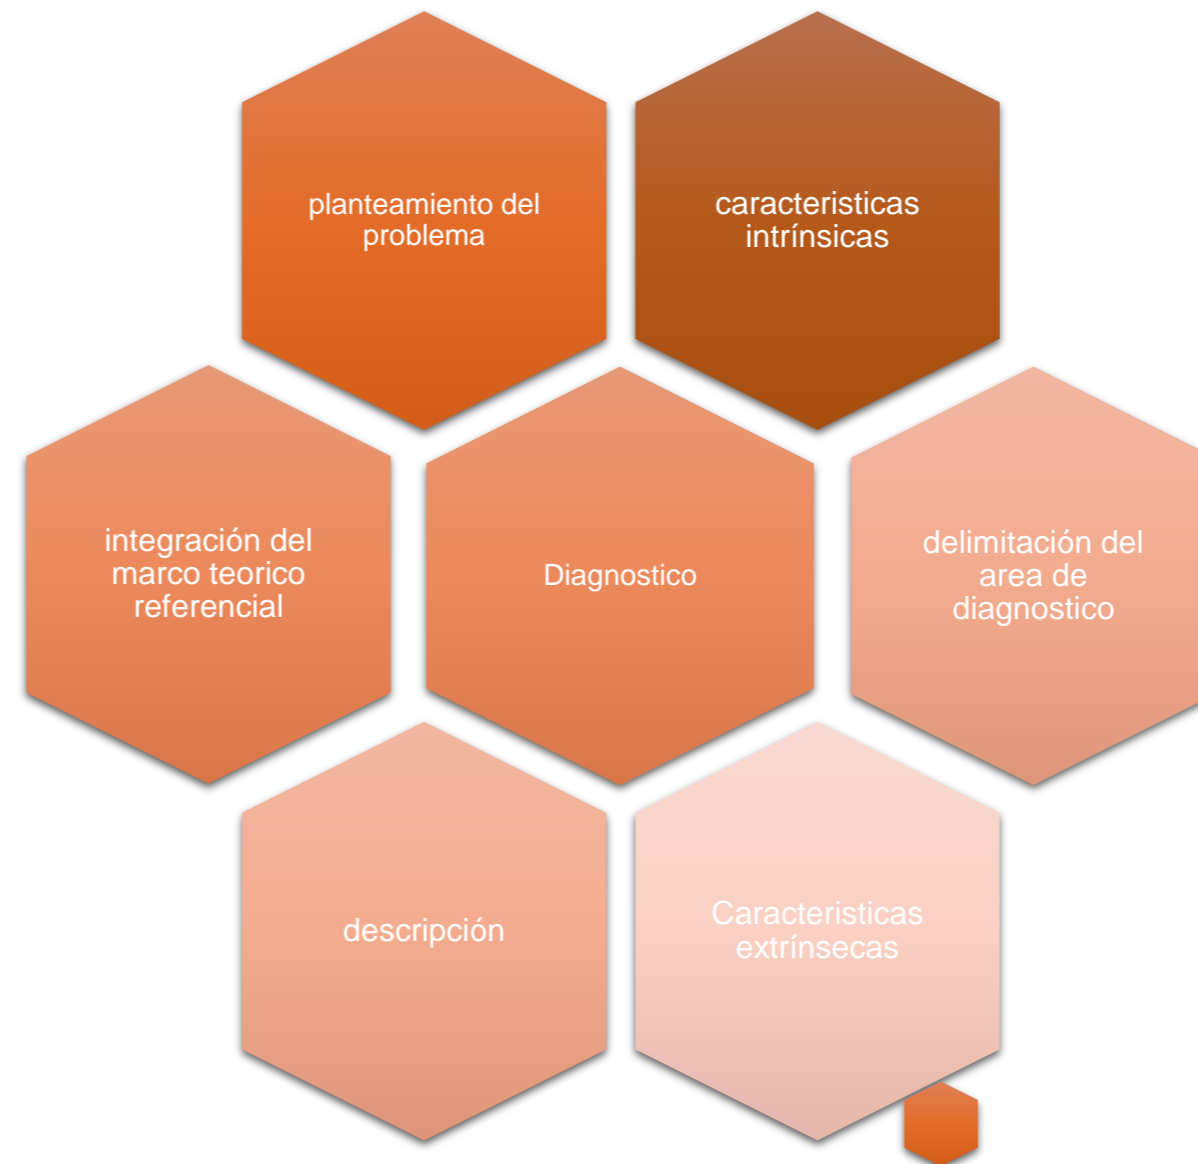 planteamiento del
problema
caracteristicas
intrínsicas
integración del
marco teorico
referencial
Diagnostico
delimitación del
area de
diagnostico
descripción
Caracteristicas
extrínsecas